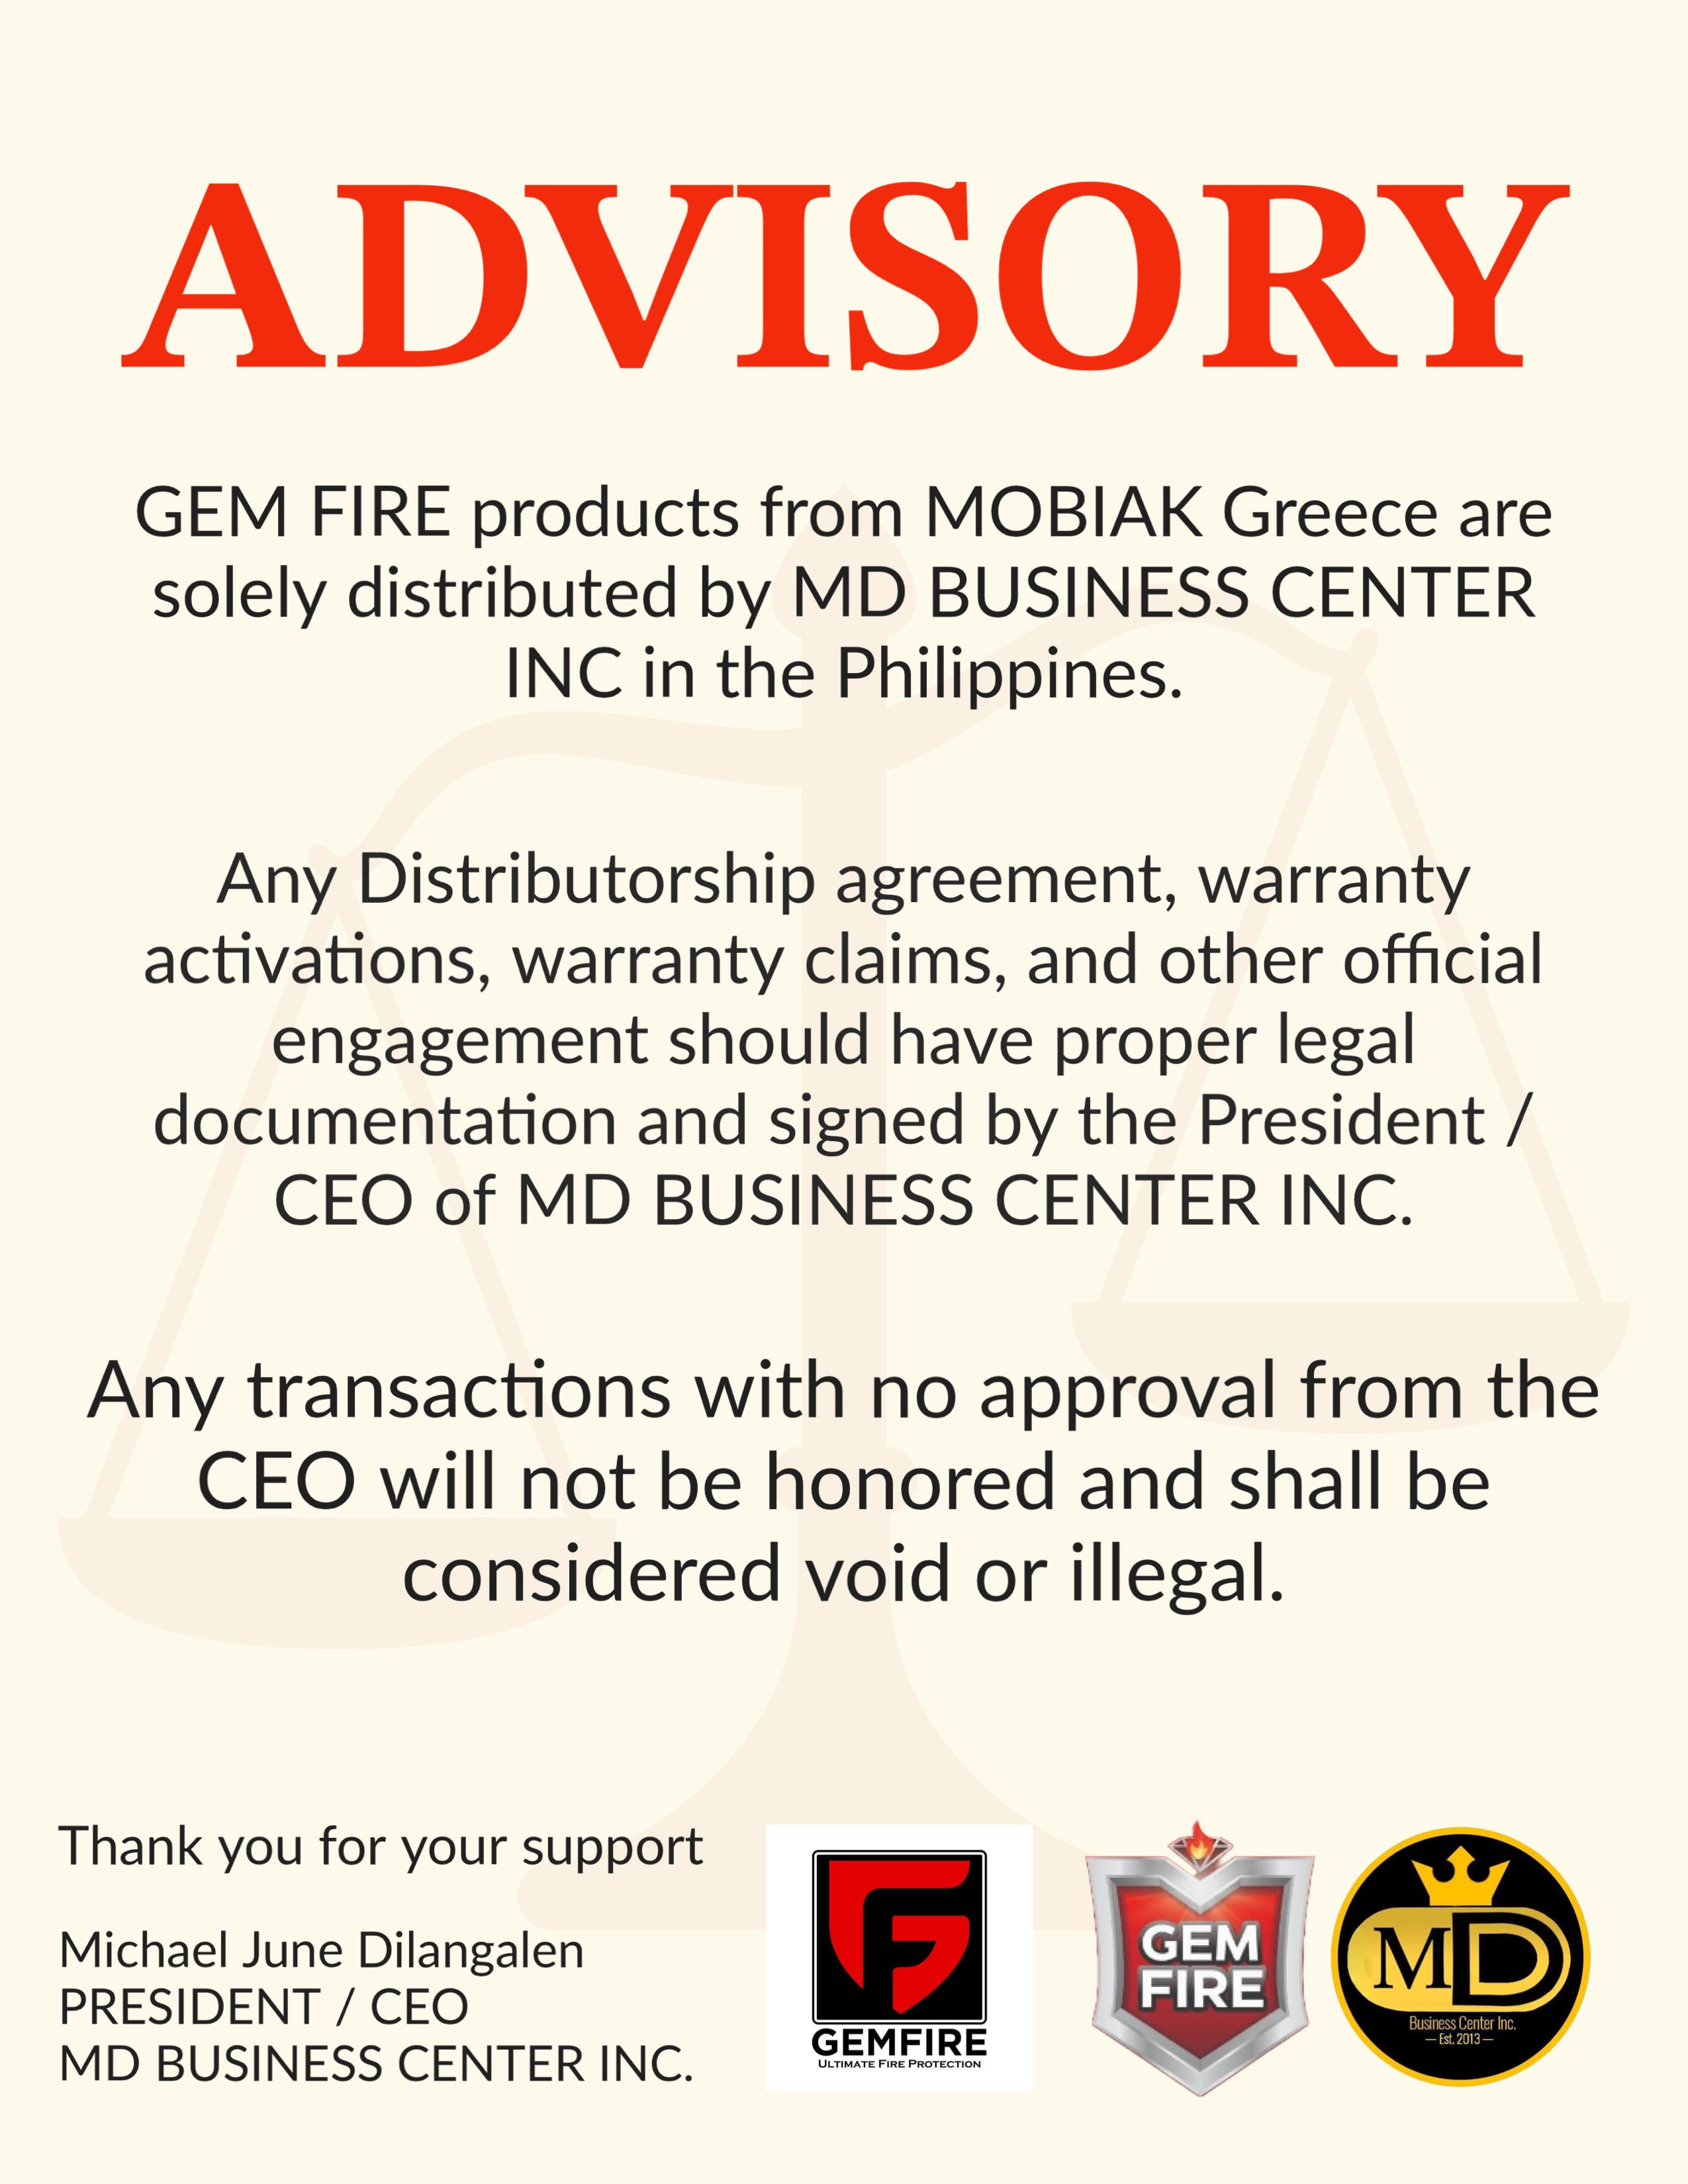 ADVISORY
GEM FIRE products from MOBIAK Greece are
solely distributed by MD BUSINESS CENTER
INC in the Philippines.
Any Distributorship agreement, warranty
activations, warranty claims, and other official
engagement should have proper legal
documentation and signed by the President /
CEO of MD BUSINESS CENTER INC.
Any transactions with no approval from the
CEO will not be honored and shall be
considered void or illegal.
Thank you for your support
Michael June Dilangalen
PRESIDENT / CEO
MD BUSINESS CENTER INC.
GEMFIRE
ULTIMATE FIRE PROTECTION
GEM
FIRE
MD
Business Center Inc.
— Est. 2013 —